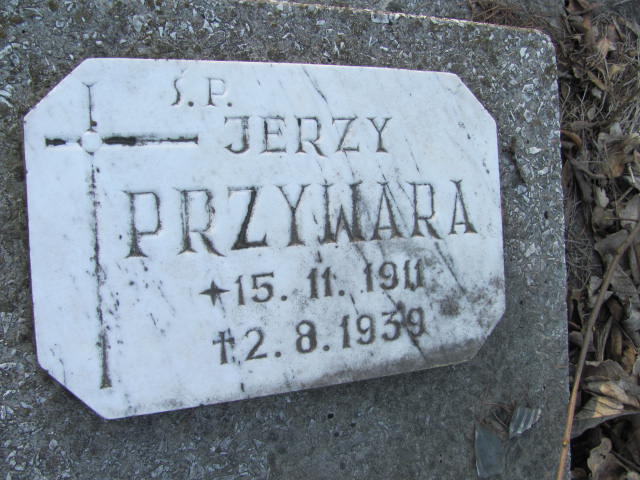 Ś.P.
JERZY
PRZYWARA
★15.11.1911
†2.8.1939